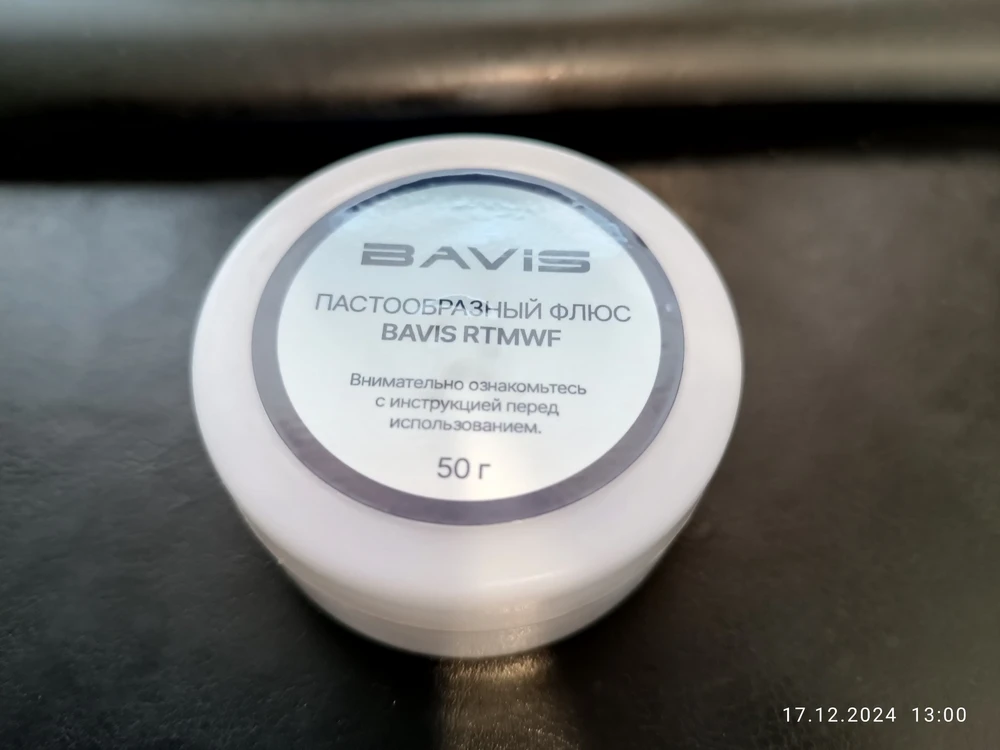 BAViS
ПАСТООБРАЗНЫЙ ФЛЮС
BAVIS RTMWF
Внимательно ознакомьтесь
с инструкцией перед
использованием.
50 г
17.12.2024 13:00